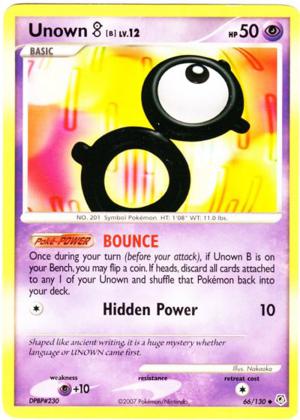 Unown [B] LV.12 HP 50
BASIC
Illus. Nakaoka
NO. 201 Symbol Pokémon HT: 1'08" WT: 11.0 lbs.
Poké-POWER BOUNCE
Once during your turn (before your attack), if Unown B is on
your Bench, you may flip a coin. If heads, discard all cards attached
to any 1 of your Unown and shuffle that Pokémon back into
your deck.
Hidden Power 10
Shaped like ancient writing, it is a huge mystery whether
language or UNOWN came first.
weakness resistance retreat cost
+10
DPBP#230 ©2007 Pokémon/Nintendo 66/130